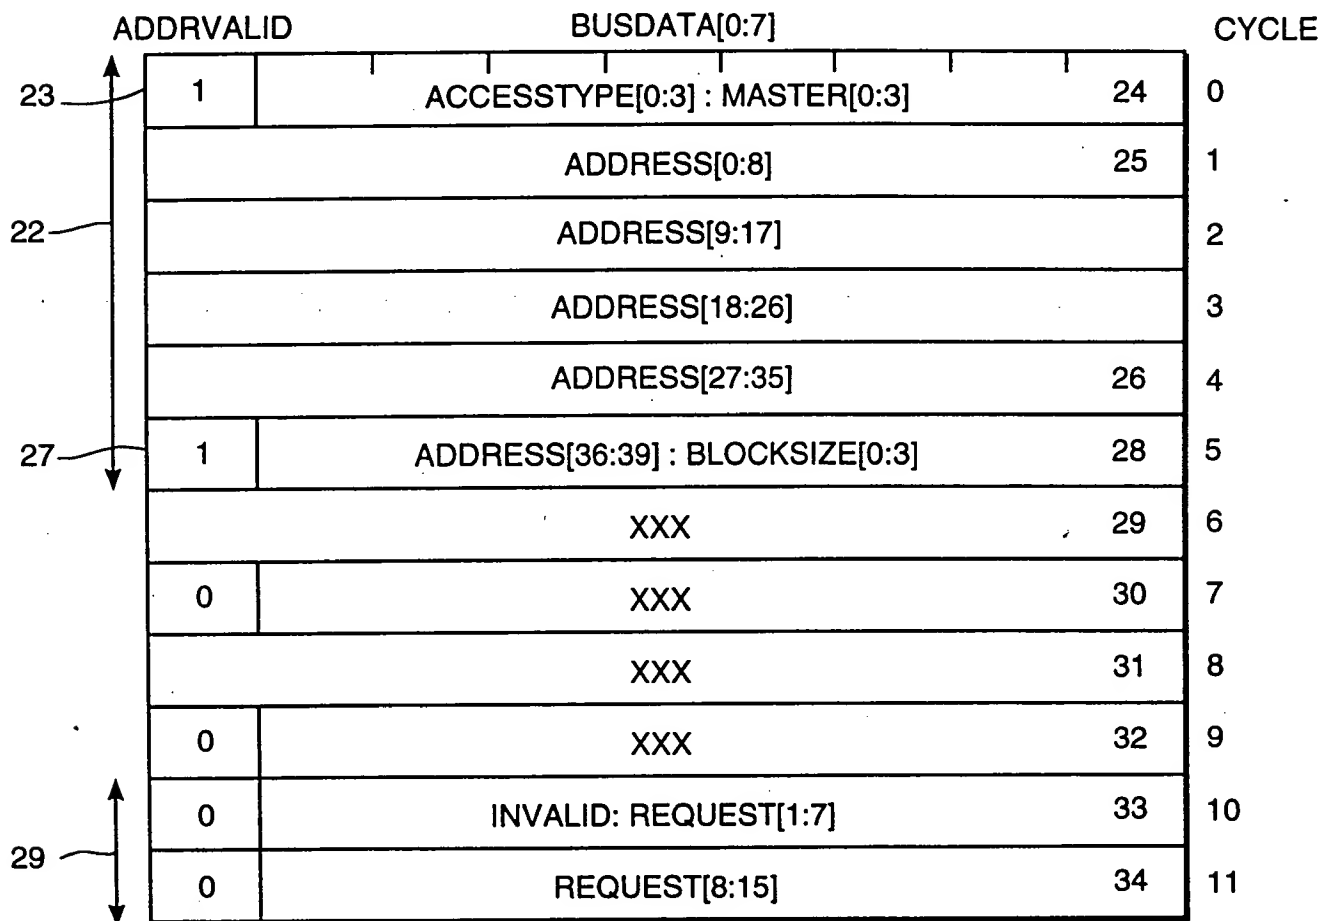 ADDRVALID BUSDATA[0:7] CYCLE
23 1 ACCESSTYPE[0:3] : MASTER[0:3] 24 0
ADDRESS[0:8] 25 1
22 ADDRESS[9:17] 2
ADDRESS[18:26] 3
ADDRESS[27:35] 26 4
27 1 ADDRESS[36:39] : BLOCKSIZE[0:3] 28 5
XXX 29 6
0 XXX 30 7
XXX 31 8
0 XXX 32 9
0 INVALID: REQUEST[1:7] 33 10
29 0 REQUEST[8:15] 34 11